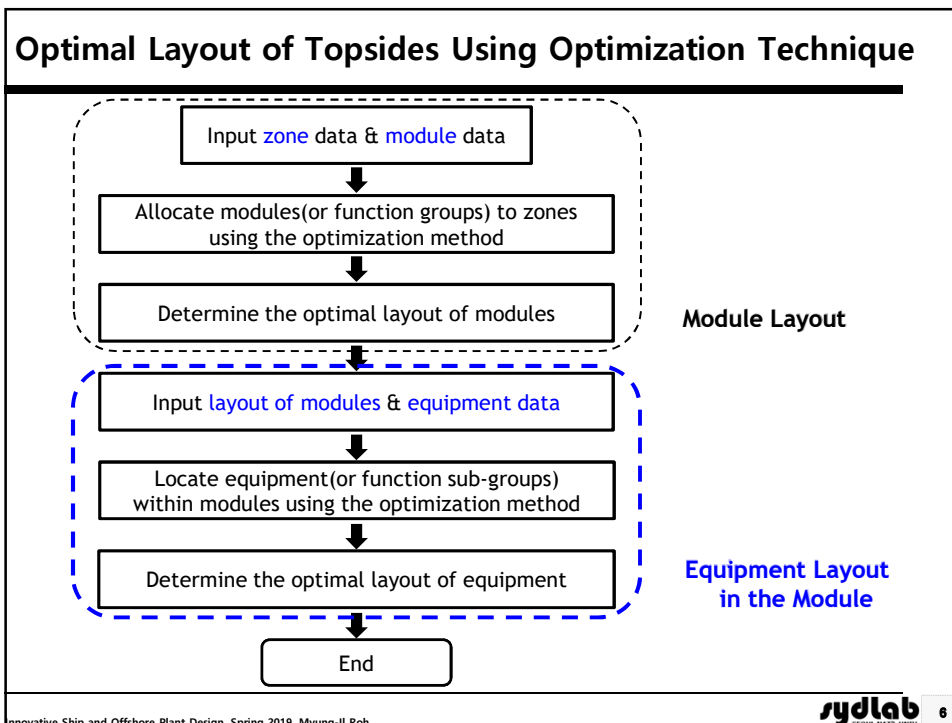 Optimal Layout of Topsides Using Optimization Technique
Input zone data & module data
Allocate modules(or function groups) to zones
using the optimization method
Determine the optimal layout of modules
Module Layout
Input layout of modules & equipment data
Locate equipment(or function sub-groups)
within modules using the optimization method
Determine the optimal layout of equipment
Equipment Layout
in the Module
End
Innovative Ship and Offshore Plant Design, Spring 2019, Myung-Il Roh
sydlab 6